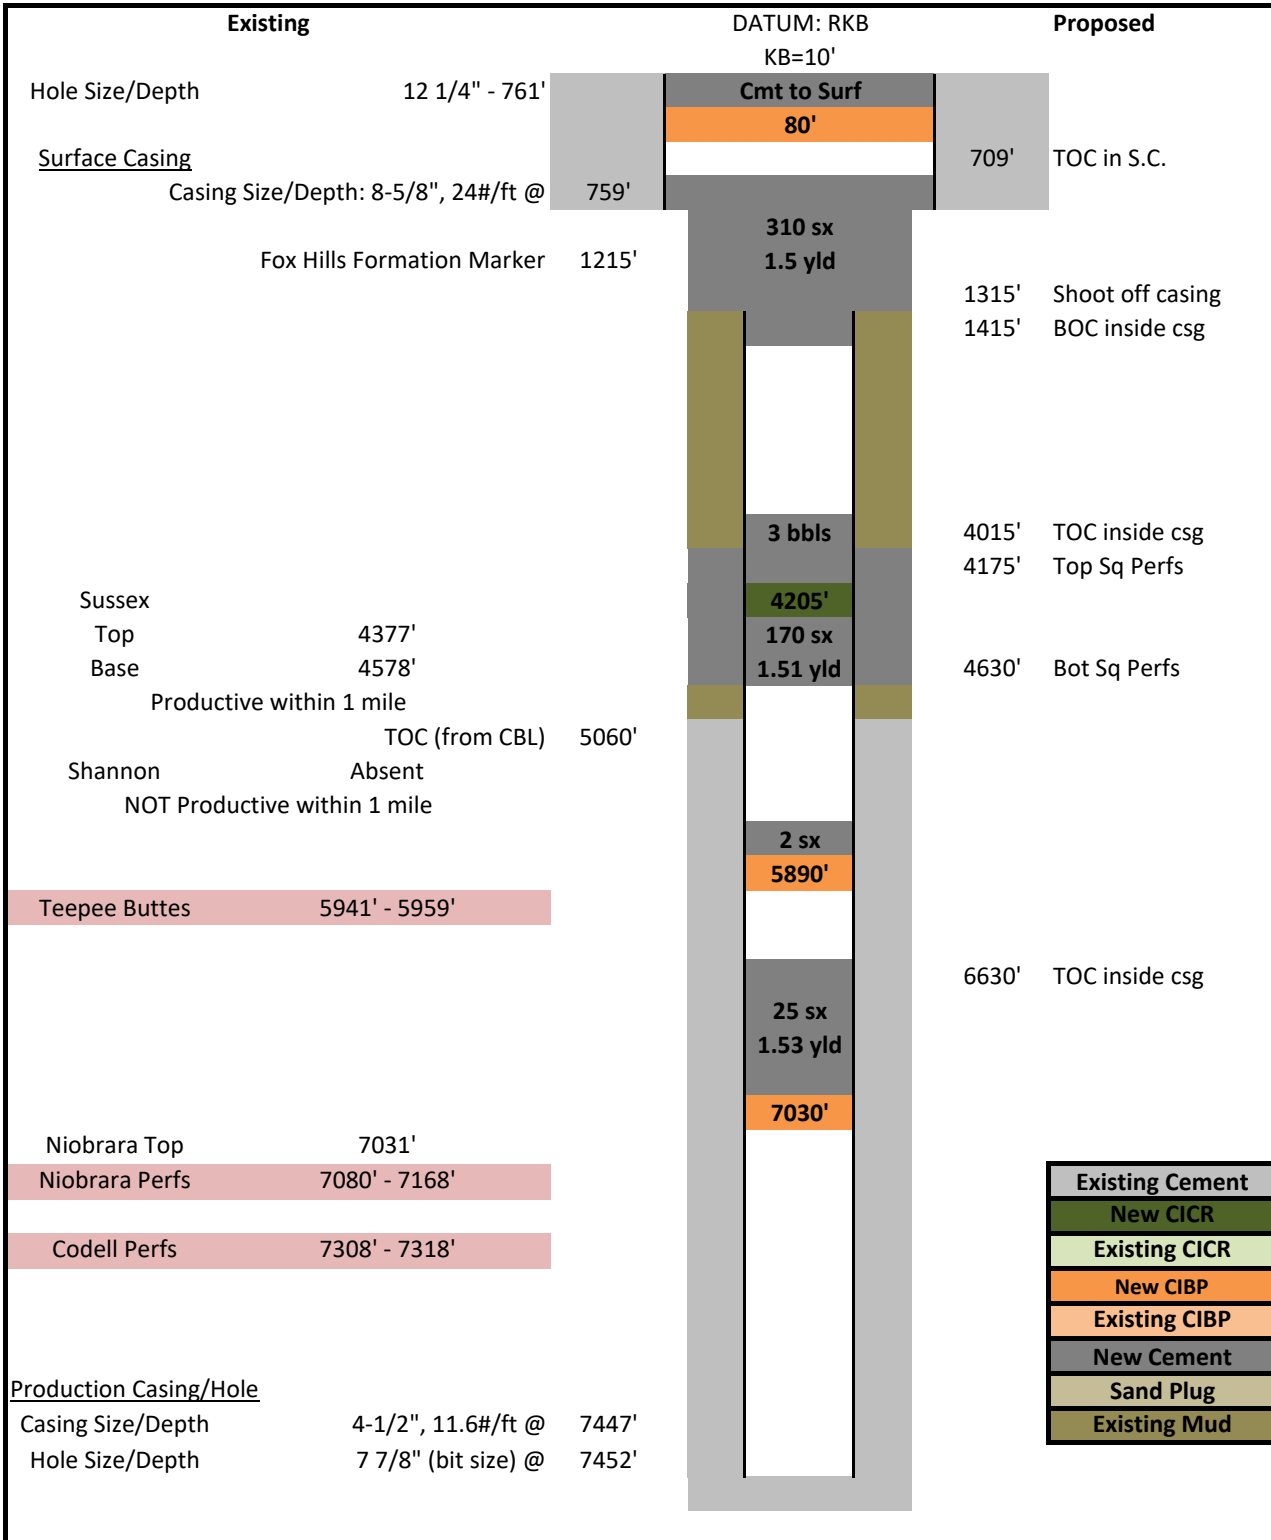 Existing DATUM: RKB Proposed
KB=10'
Hole Size/Depth 12 1/4" - 761' Cmt to Surf
80'
Surface Casing 709' TOC in S.C.
Casing Size/Depth: 8-5/8", 24#/ft @ 759'
310 sx
Fox Hills Formation Marker 1215' 1.5 yld
1315' Shoot off casing
1415' BOC inside csg
3 bbls 4015' TOC inside csg
4175' Top Sq Perfs
Sussex 4205'
Top 4377' 170 sx
Base 4578' 1.51 yld 4630' Bot Sq Perfs
Productive within 1 mile
TOC (from CBL) 5060'
Shannon Absent
NOT Productive within 1 mile
2 sx
5890'
Teepee Buttes 5941' - 5959'
6630' TOC inside csg
25 sx
1.53 yld
7030'
Niobrara Top 7031'
Niobrara Perfs 7080' - 7168' Existing Cement
New CICR
Codell Perfs 7308' - 7318' Existing CICR
New CIBP
Existing CIBP
New Cement
Production Casing/Hole Sand Plug
Casing Size/Depth 4-1/2", 11.6#/ft @ 7447' Existing Mud
Hole Size/Depth 7 7/8" (bit size) @ 7452'